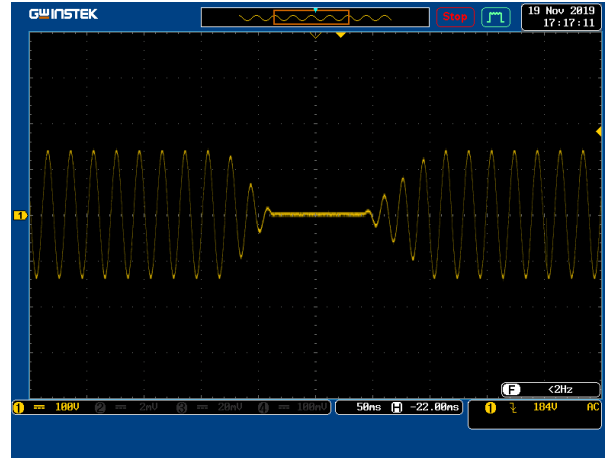 GWINSTEK
Stop
19 Nov 2019
17:17:11
1
F <2Hz
1 100V 2 2mV 3 20mV 4 100mV 50ms H -22.00ms 1 184V AC